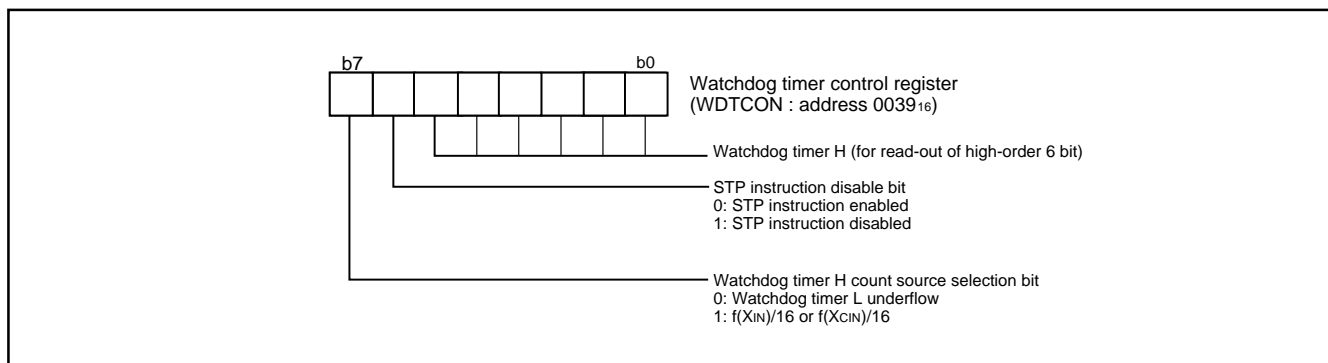 b7
b0
Watchdog timer control register
(WDTCON : address 0039₁₆)
Watchdog timer H (for read-out of high-order 6 bit)
STP instruction disable bit
0: STP instruction enabled
1: STP instruction disabled
Watchdog timer H count source selection bit
0: Watchdog timer L underflow
1: f(XIN)/16 or f(XCIN)/16